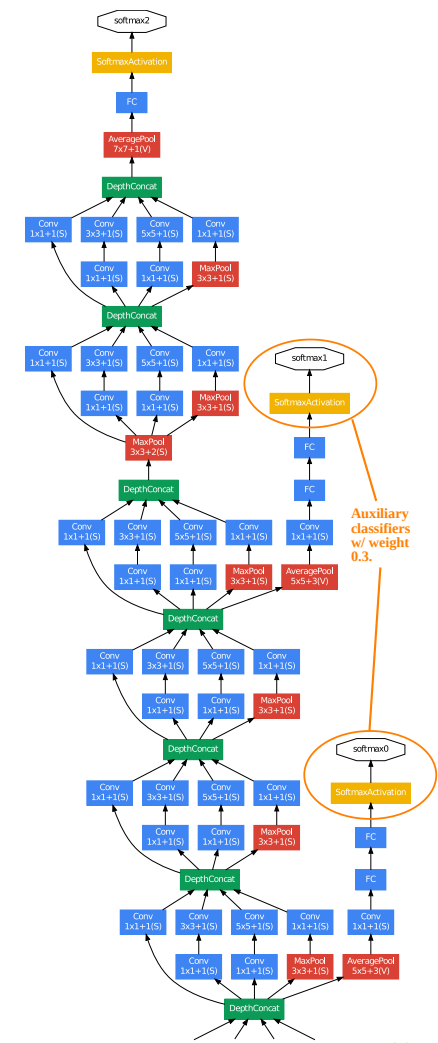 softmax2
SoftmaxActivation
FC
AveragePool
7x7+1(V)
DepthConcat
Conv
1x1+1(S)
Conv
3x3+1(S)
Conv
5x5+1(S)
Conv
1x1+1(S)
Conv
1x1+1(S)
Conv
1x1+1(S)
MaxPool
3x3+1(S)
DepthConcat
Conv
1x1+1(S)
Conv
3x3+1(S)
Conv
5x5+1(S)
Conv
1x1+1(S)
softmax1
Conv
1x1+1(S)
Conv
1x1+1(S)
MaxPool
3x3+1(S)
SoftmaxActivation
MaxPool
3x3+2(S)
FC
DepthConcat
FC
Auxiliary
classifiers
w/ weight
0.3.
Conv
1x1+1(S)
Conv
3x3+1(S)
Conv
5x5+1(S)
Conv
1x1+1(S)
Conv
1x1+1(S)
Conv
1x1+1(S)
Conv
1x1+1(S)
MaxPool
3x3+1(S)
AveragePool
5x5+3(V)
DepthConcat
Conv
1x1+1(S)
Conv
3x3+1(S)
Conv
5x5+1(S)
Conv
1x1+1(S)
Conv
1x1+1(S)
Conv
1x1+1(S)
MaxPool
3x3+1(S)
DepthConcat
softmax0
Conv
1x1+1(S)
Conv
3x3+1(S)
Conv
5x5+1(S)
Conv
1x1+1(S)
SoftmaxActivation
Conv
1x1+1(S)
Conv
1x1+1(S)
MaxPool
3x3+1(S)
FC
DepthConcat
FC
Conv
1x1+1(S)
Conv
3x3+1(S)
Conv
5x5+1(S)
Conv
1x1+1(S)
Conv
1x1+1(S)
Conv
1x1+1(S)
Conv
1x1+1(S)
MaxPool
3x3+1(S)
AveragePool
5x5+3(V)
DepthConcat